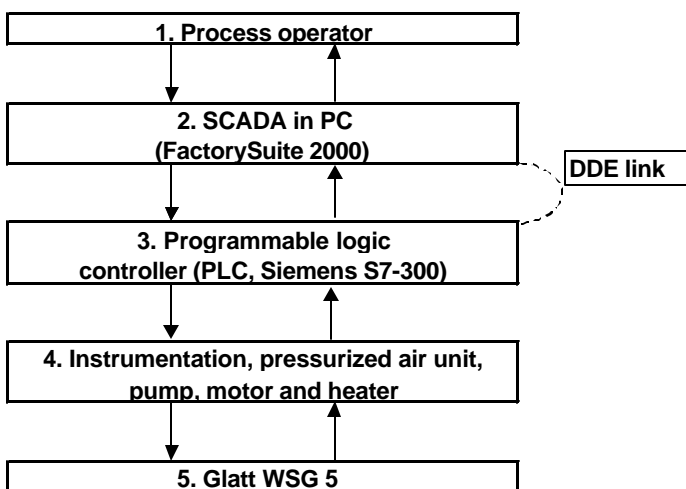 1. Process operator
2. SCADA in PC
(FactorySuite 2000)
DDE link
3. Programmable logic
controller (PLC, Siemens S7-300)
4. Instrumentation, pressurized air unit,
pump, motor and heater
5. Glatt WSG 5